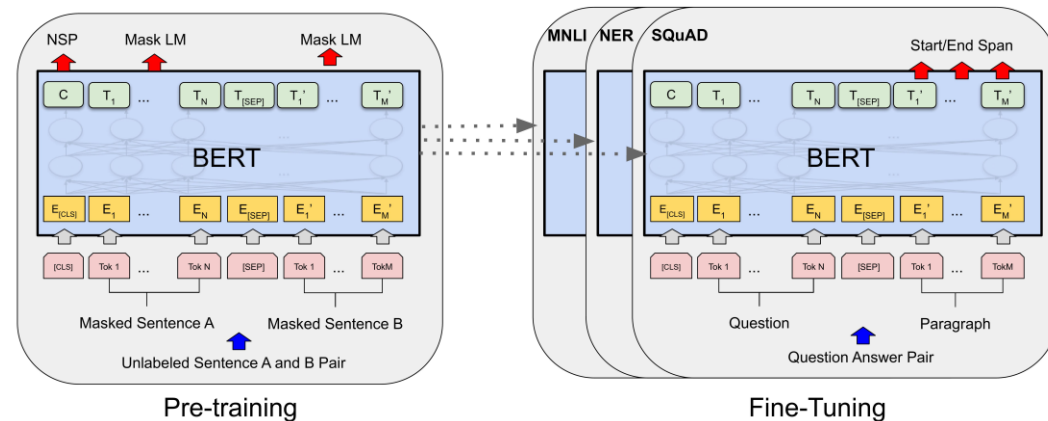 NSP Mask LM Mask LM
C T1 ... TN T[SEP] T1' ... TM'
BERT
E[CLS] E1 ... EN E[SEP] E1' ... EM'
[CLS] Tok 1 ... Tok N [SEP] Tok 1 ... TokM
Masked Sentence A Masked Sentence B
Unlabeled Sentence A and B Pair
Pre-training
MNLI NER SQuAD
Start/End Span
C T1 ... TN T[SEP] T1' ... TM'
BERT
E[CLS] E1 ... EN E[SEP] E1' ... EM'
[CLS] Tok 1 ... Tok N [SEP] Tok 1 ... TokM
Question Paragraph
Question Answer Pair
Fine-Tuning